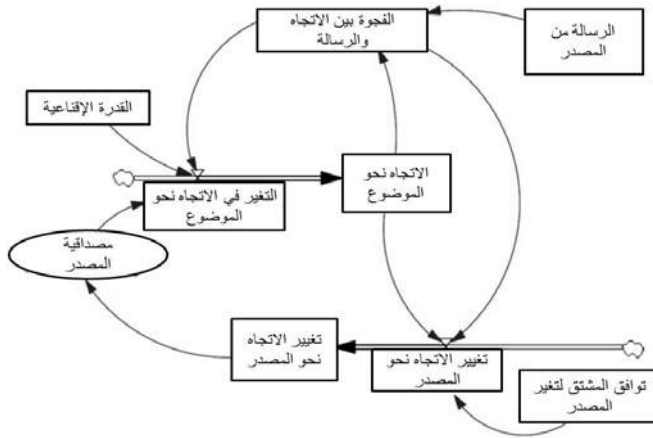 الرسالة من
المصدر
الفجوة بين الاتجاه
والرسالة
القدرة الإقناعية
الاتجاه نحو
الموضوع
التغير في الاتجاه نحو
الموضوع
مصداقية
المصدر
تغيير الاتجاه
نحو المصدر
تغيير الاتجاه نحو
المصدر
توافق المشتق لتغير
المصدر